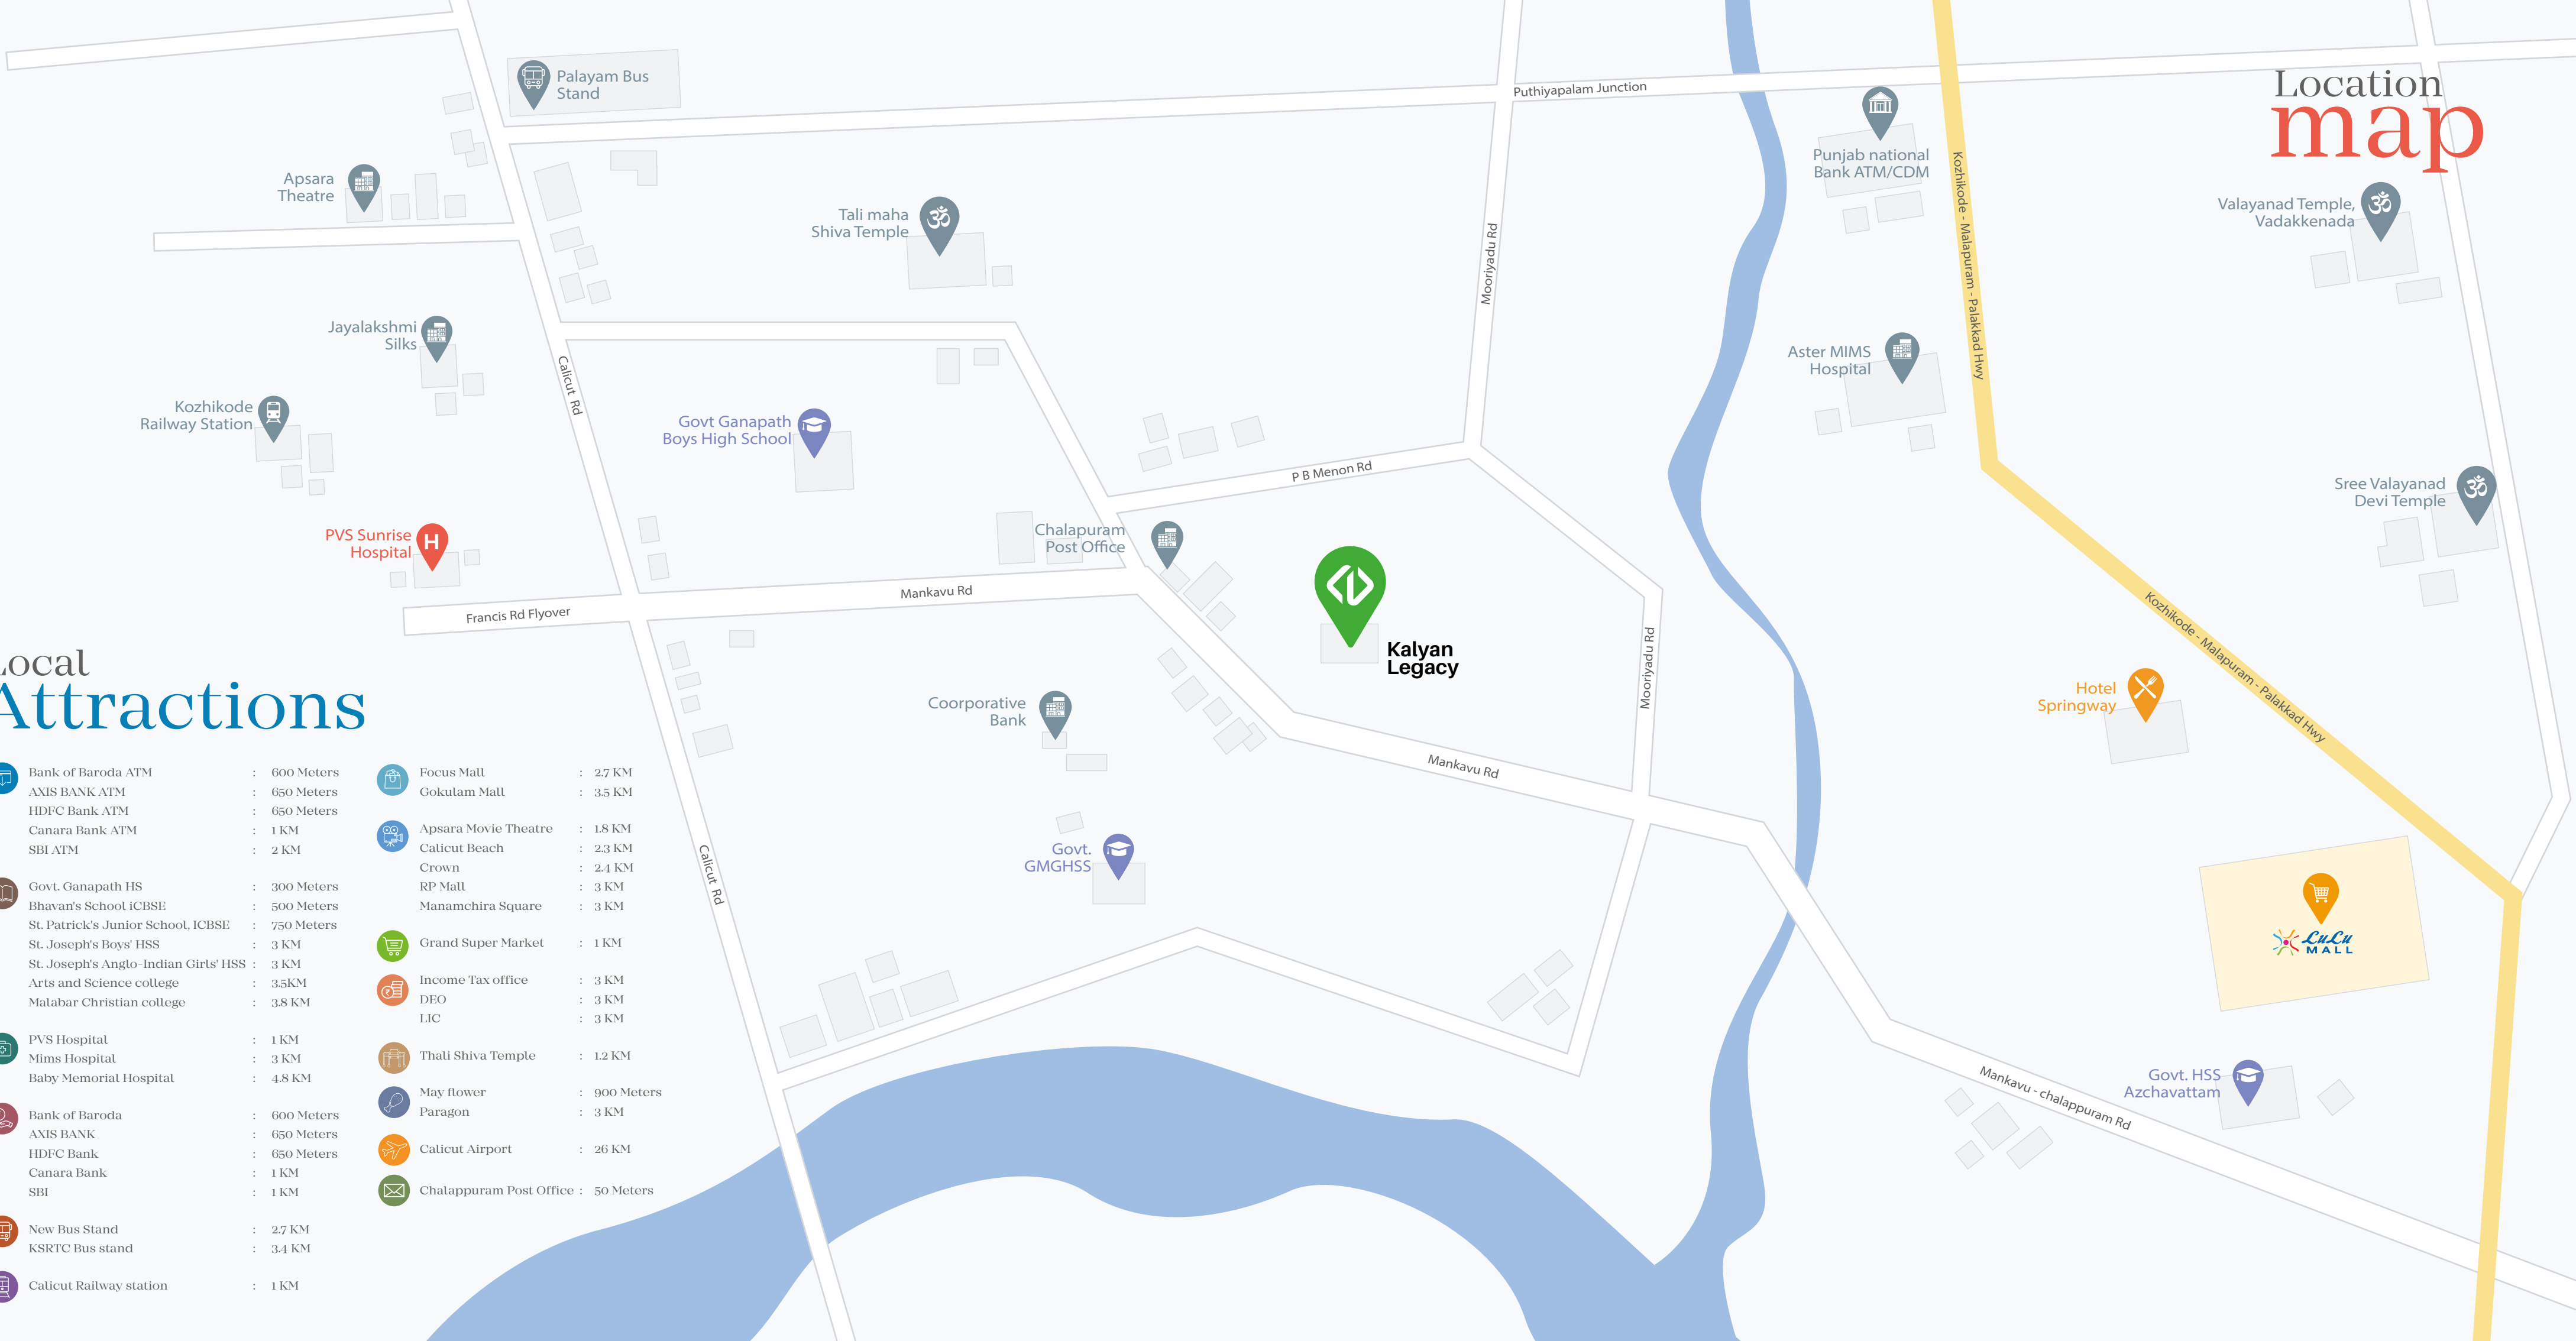 Palayam Bus
Stand
Puthiyapalam Junction
Location
map
Punjab national
Bank ATM/CDM
Apsara
Theatre
Tali maha
Shiva Temple
Valayanad Temple,
Vadakkenada
Mooriyadu Rd
Kozhikode - Malapuram - Palakkad Hwy
Jayalakshmi
Silks
Calicut Rd
Aster MIMS
Hospital
Kozhikode
Railway Station
Govt Ganapath
Boys High School
P B Menon Rd
Sree Valayanad
Devi Temple
PVS Sunrise
Hospital
H
Chalapuram
Post Office
Francis Rd Flyover
Mankavu Rd
Kalyan
Legacy
Mooriyadu Rd
Kozhikode - Malapuram - Palakkad Hwy
Hotel
Springway
Coorporative
Bank
Mankavu Rd
Govt.
GMGHSS
Calicut Rd
LuLu
MALL
Govt. HSS
Azchavattam
Mankavu - chalappuram Rd
Local
Attractions
Bank of Baroda ATM : 600 Meters
AXIS BANK ATM : 650 Meters
HDFC Bank ATM : 650 Meters
Canara Bank ATM : 1 KM
SBI ATM : 2 KM
Govt. Ganapath HS : 300 Meters
Bhavan's School iCBSE : 500 Meters
St. Patrick's Junior School, ICBSE : 750 Meters
St. Joseph's Boys' HSS : 3 KM
St. Joseph's Anglo-Indian Girls' HSS : 3 KM
Arts and Science college : 3.5KM
Malabar Christian college : 3.8 KM
PVS Hospital : 1 KM
Mims Hospital : 3 KM
Baby Memorial Hospital : 4.8 KM
Bank of Baroda : 600 Meters
AXIS BANK : 650 Meters
HDFC Bank : 650 Meters
Canara Bank : 1 KM
SBI : 1 KM
New Bus Stand : 2.7 KM
KSRTC Bus stand : 3.4 KM
Calicut Railway station : 1 KM
Focus Mall : 2.7 KM
Gokulam Mall : 3.5 KM
Apsara Movie Theatre : 1.8 KM
Calicut Beach : 2.3 KM
Crown : 2.4 KM
RP Mall : 3 KM
Manamchira Square : 3 KM
Grand Super Market : 1 KM
Income Tax office : 3 KM
DEO : 3 KM
LIC : 3 KM
Thali Shiva Temple : 1.2 KM
May flower : 900 Meters
Paragon : 3 KM
Calicut Airport : 26 KM
Chalappuram Post Office : 50 Meters